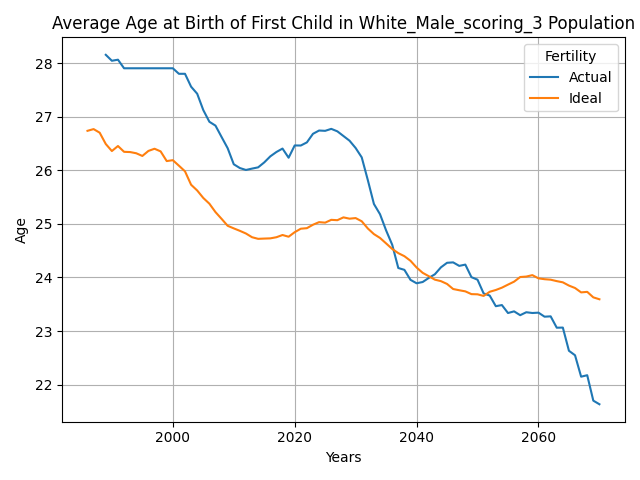 Average Age at Birth of First Child in White_Male_scoring_3 Population
Fertility
Actual
Ideal
Age
28
27
26
25
24
23
22
2000
2020
2040
2060
Years